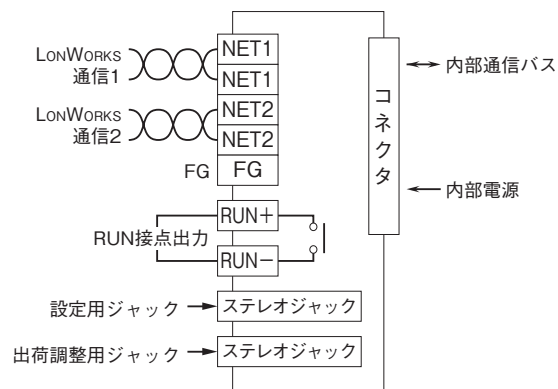 LONWORKS
通信1
NET1
NET1
LONWORKS
通信2
NET2
NET2
FG
FG
RUN接点出力
RUN＋
RUN－
設定用ジャック
ステレオジャック
出荷調整用ジャック
ステレオジャック
コネクタ
内部通信バス
内部電源